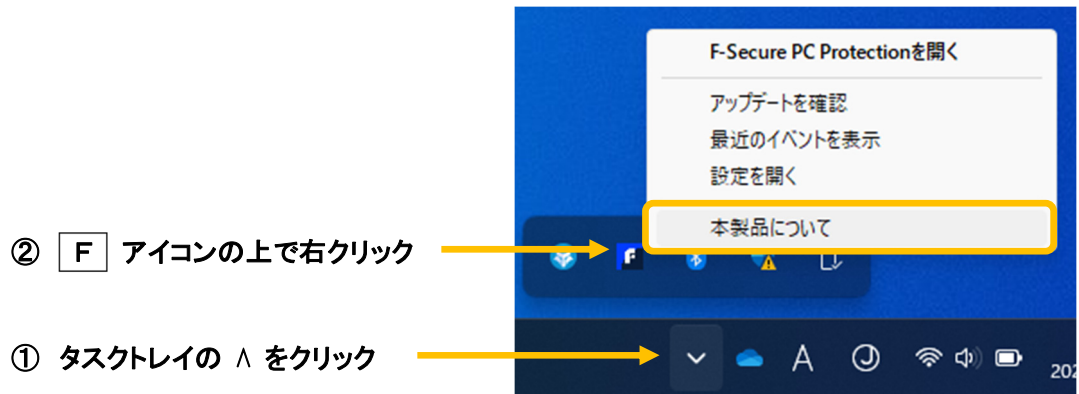 F-Secure PC Protectionを開く
アップデートを確認
最近のイベントを表示
設定を開く
本製品について
② F アイコンの上で右クリック
F
① タスクトレイの ∧ をクリック
A
J
202